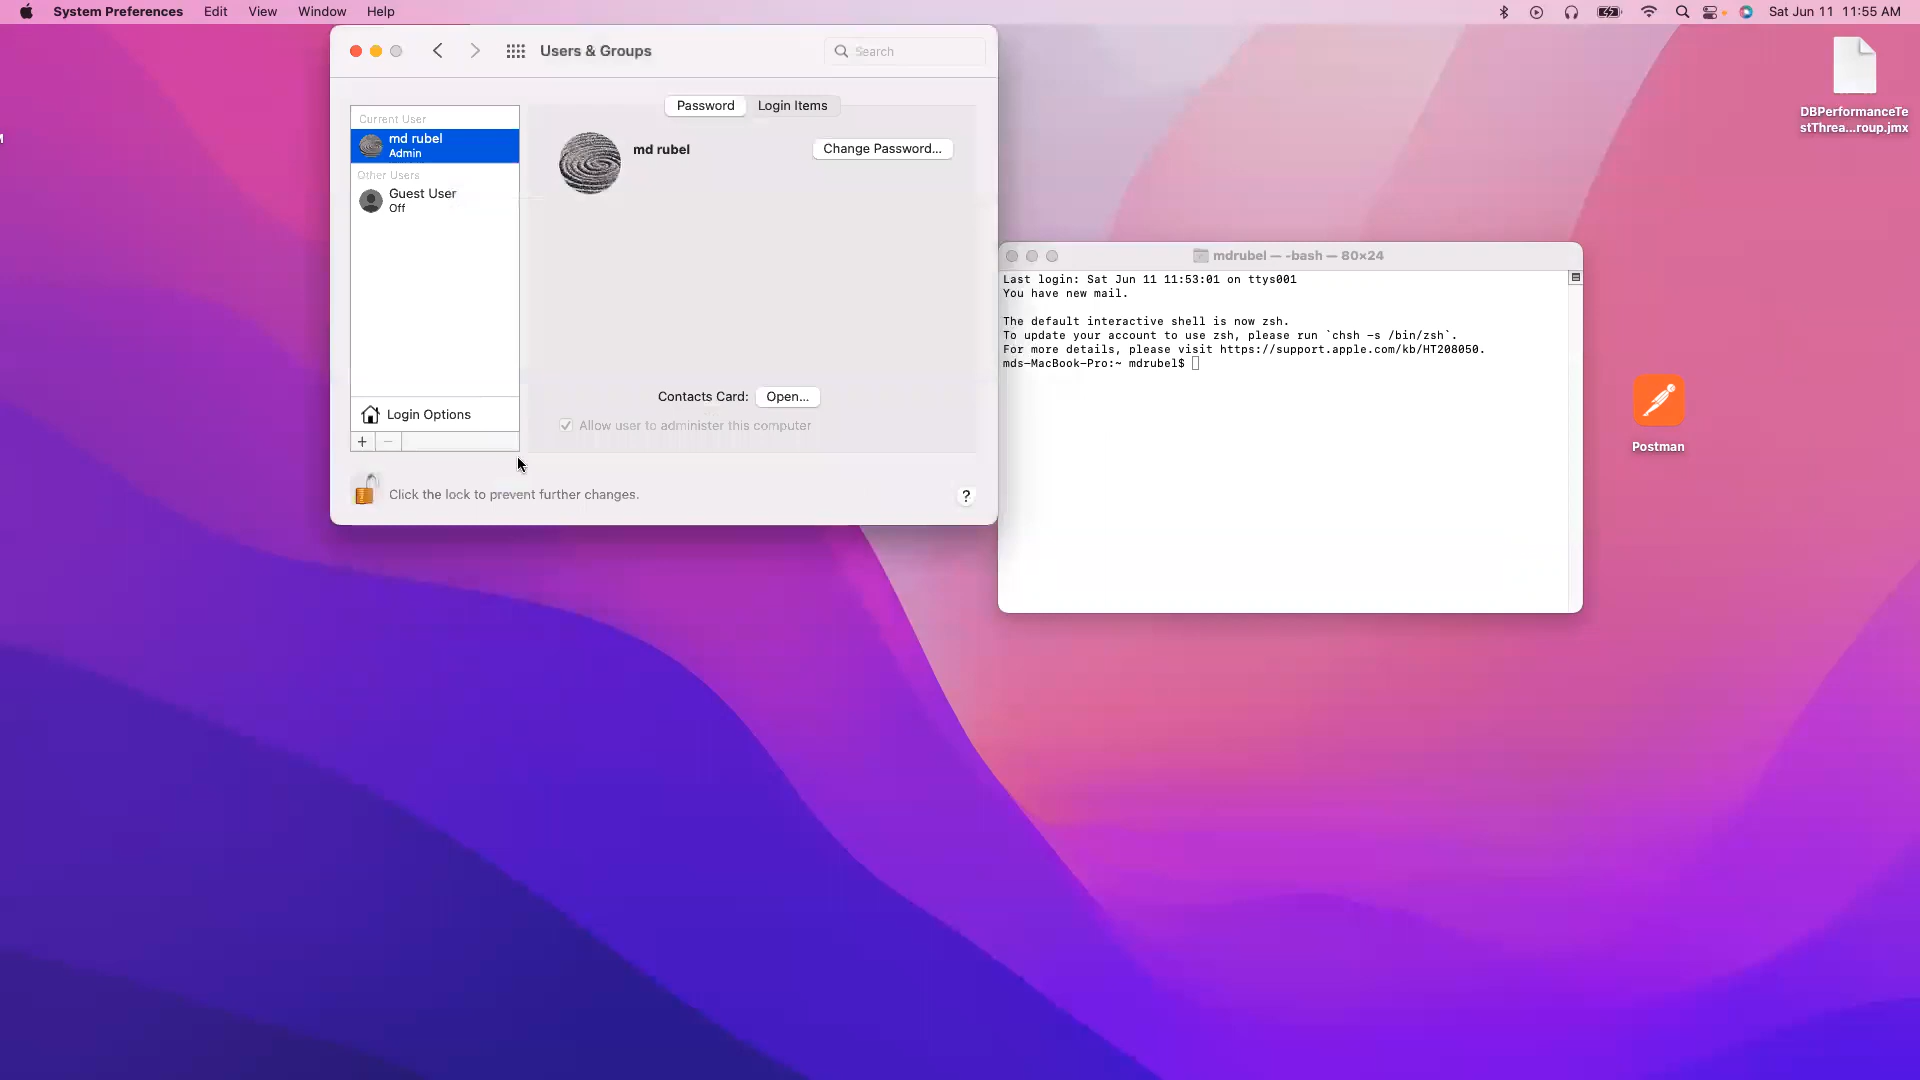 System Preferences Edit View Window Help
Sat Jun 11 11:55 AM
Users & Groups
Search
Password Login Items
Current User
md rubel
Admin
Other Users
Guest User
Off
md rubel
Change Password...
Contacts Card: Open...
Allow user to administer this computer
Login Options
+ −
Click the lock to prevent further changes.
?
mdrubel — -bash — 80×24
Last login: Sat Jun 11 11:53:01 on ttys001
You have new mail.
The default interactive shell is now zsh.
To update your account to use zsh, please run `chsh -s /bin/zsh`.
For more details, please visit https://support.apple.com/kb/HT208050.
mds-MacBook-Pro:~ mdrubel$
DBPerformanceTe
stThrea...roup.jmx
Postman